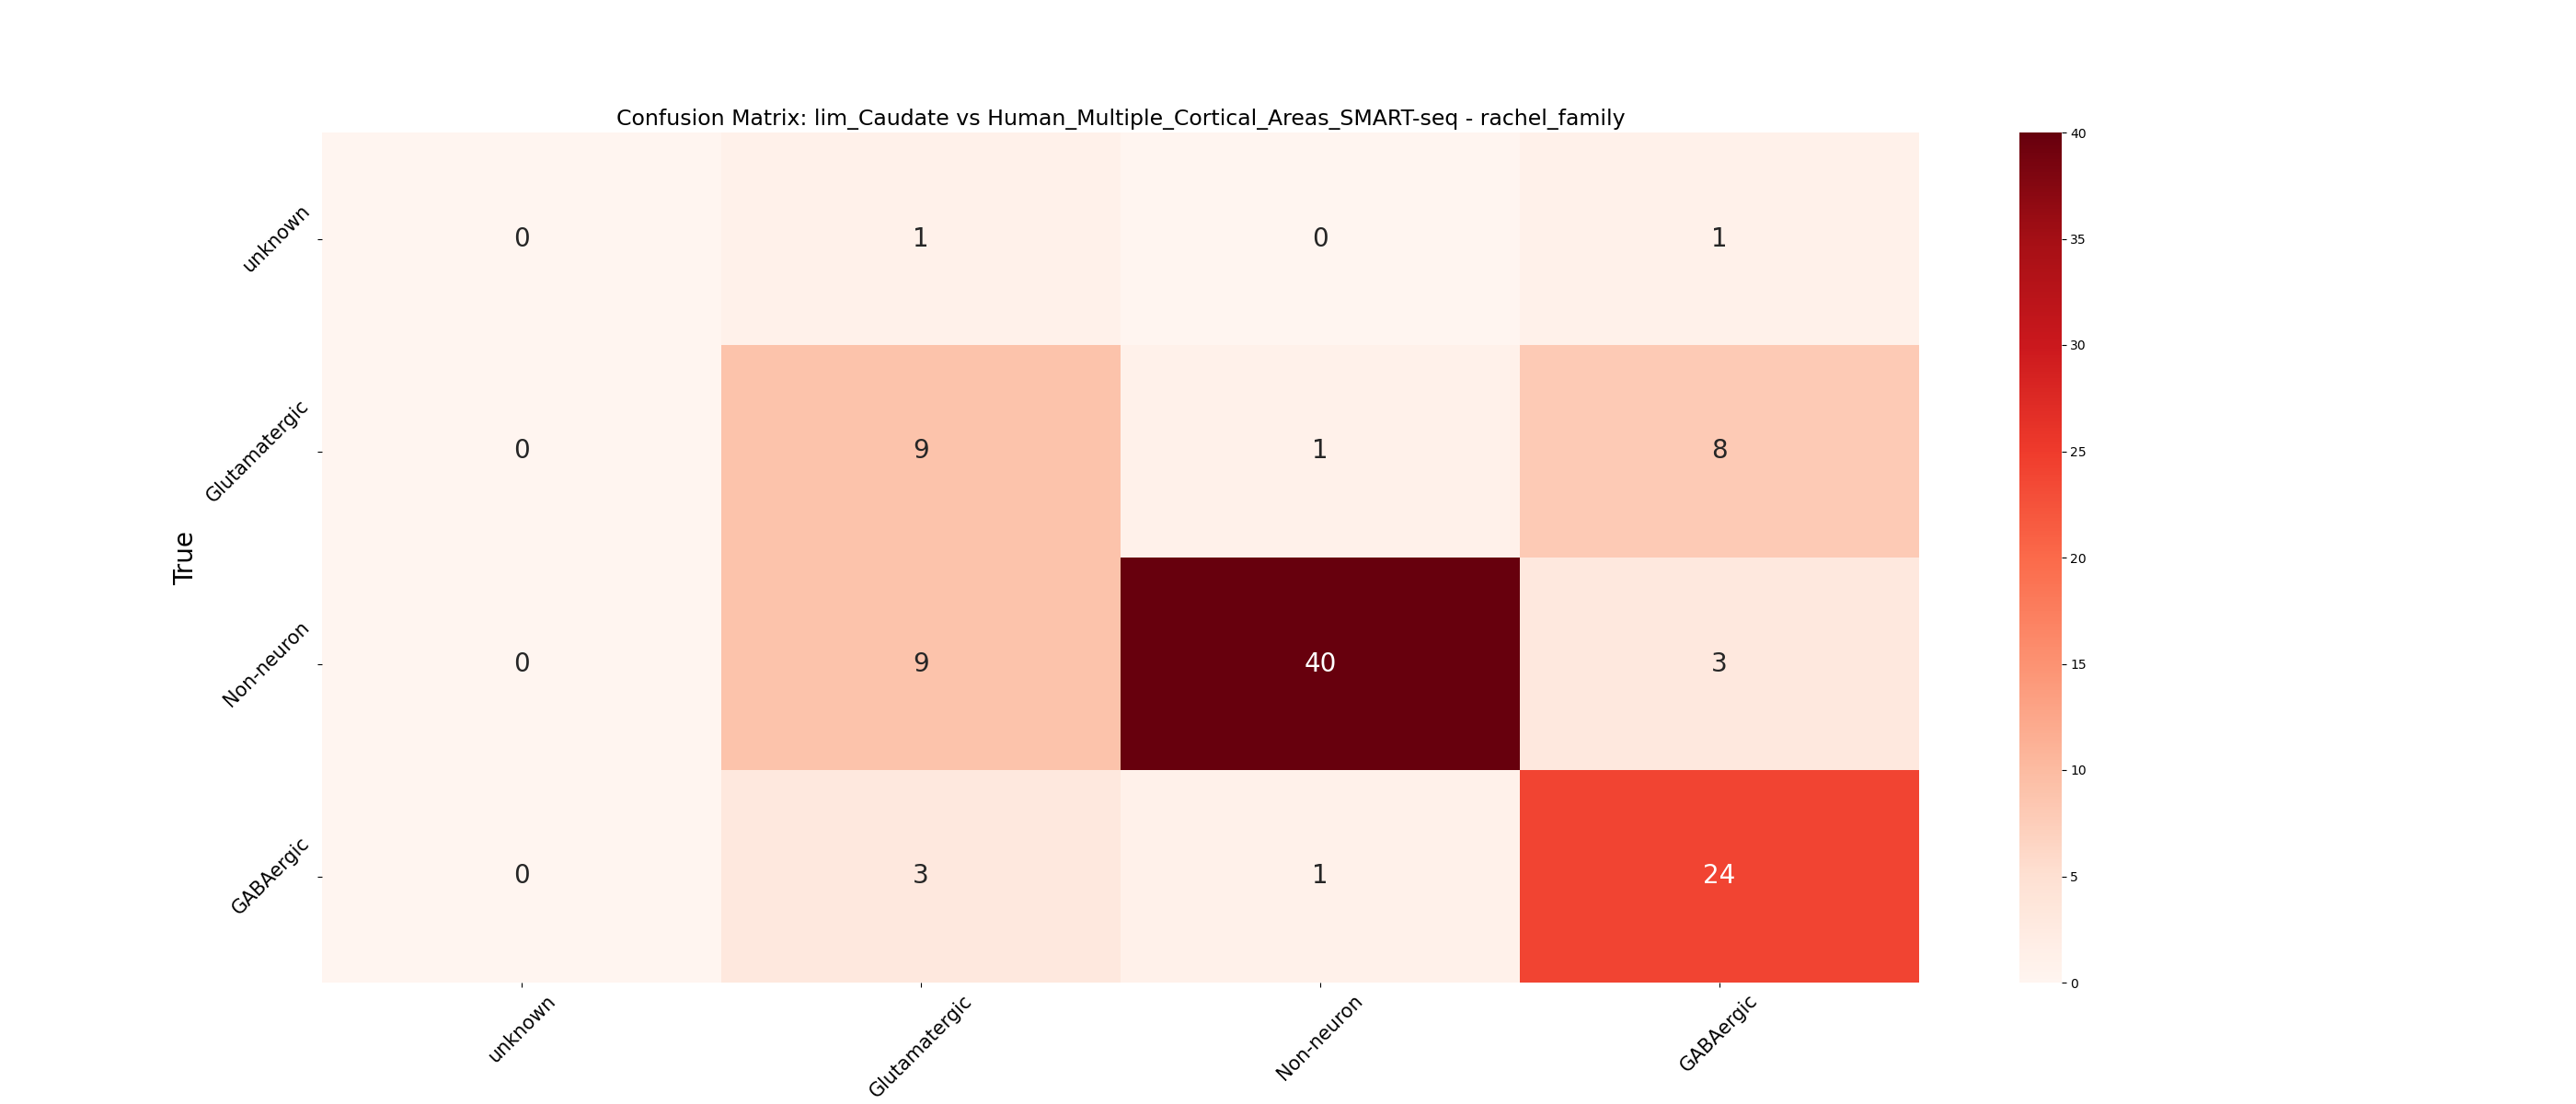 Confusion Matrix: lim_Caudate vs Human_Multiple_Cortical_Areas_SMART-seq - rachel_family
True
unknown
0 1 0 1
Glutamatergic
0 9 1 8
Non-neuron
0 9 40 3
GABAergic
0 3 1 24
unknown Glutamatergic Non-neuron GABAergic
40
35
30
25
20
15
10
5
0